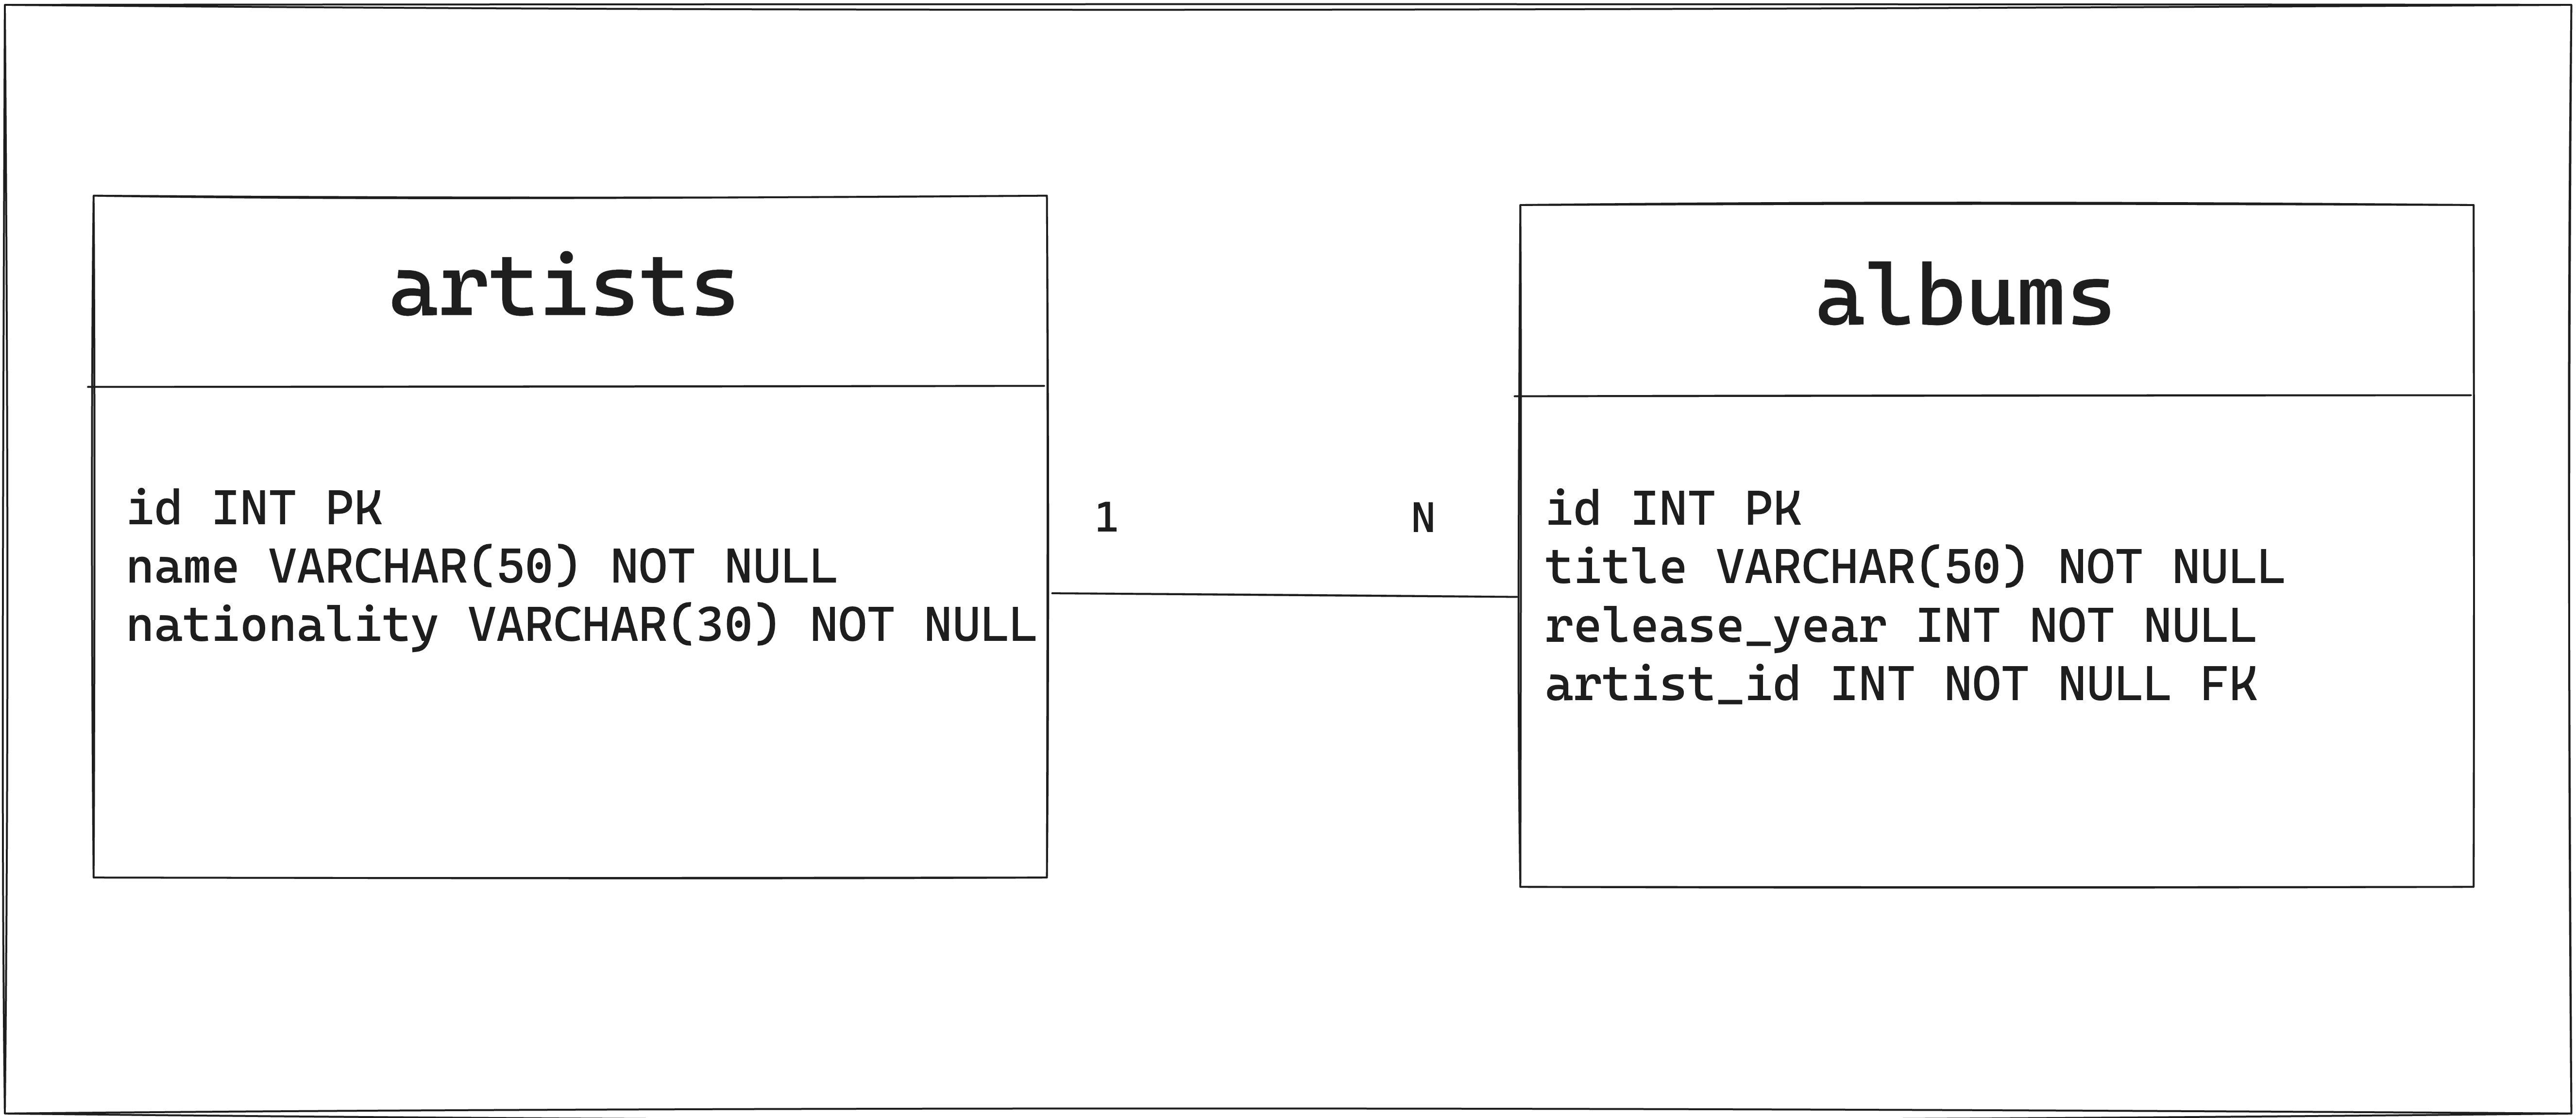 artists
id INT PK
name VARCHAR(50) NOT NULL
nationality VARCHAR(30) NOT NULL
1
N
albums
id INT PK
title VARCHAR(50) NOT NULL
release_year INT NOT NULL
artist_id INT NOT NULL FK